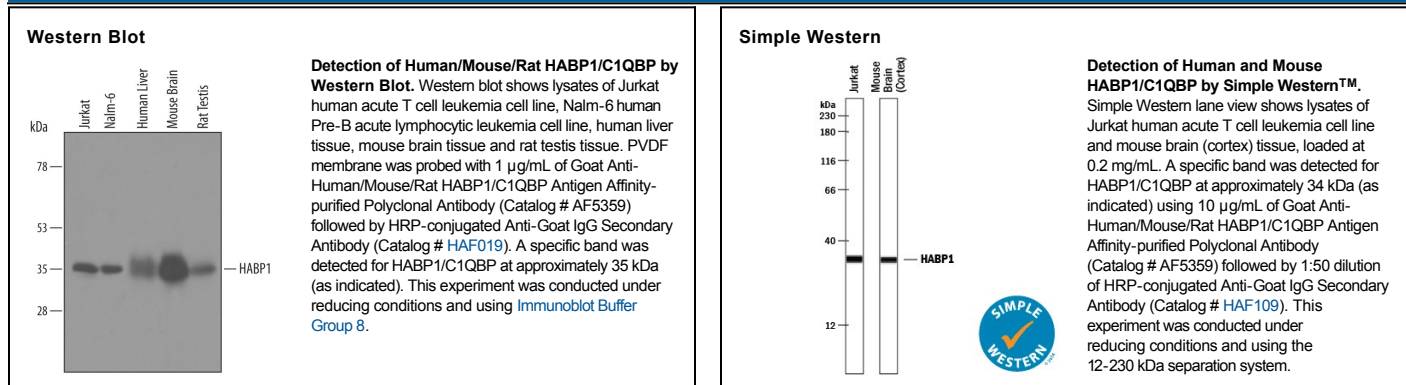 Western Blot
Jurkat
Nalm-6
Human Liver
Mouse Brain
Rat Testis
kDa
78
53
35
28
HABP1
Detection of Human/Mouse/Rat HABP1/C1QBP by
Western Blot. Western blot shows lysates of Jurkat
human acute T cell leukemia cell line, Nalm-6 human
Pre-B acute lymphocytic leukemia cell line, human liver
tissue, mouse brain tissue and rat testis tissue. PVDF
membrane was probed with 1 µg/mL of Goat Anti-
Human/Mouse/Rat HABP1/C1QBP Antigen Affinity-
purified Polyclonal Antibody (Catalog # AF5359)
followed by HRP-conjugated Anti-Goat IgG Secondary
Antibody (Catalog # HAF019). A specific band was
detected for HABP1/C1QBP at approximately 35 kDa
(as indicated). This experiment was conducted under
reducing conditions and using Immunoblot Buffer
Group 8.
Simple Western
Jurkat
Mouse
Brain
(Cortex)
kDa
230
180
116
66
40
12
HABP1
SIMPLE
WESTERN
Detection of Human and Mouse
HABP1/C1QBP by Simple Western™.
Simple Western lane view shows lysates of
Jurkat human acute T cell leukemia cell line
and mouse brain (cortex) tissue, loaded at
0.2 mg/mL. A specific band was detected for
HABP1/C1QBP at approximately 34 kDa (as
indicated) using 10 µg/mL of Goat Anti-
Human/Mouse/Rat HABP1/C1QBP Antigen
Affinity-purified Polyclonal Antibody
(Catalog # AF5359) followed by 1:50 dilution
of HRP-conjugated Anti-Goat IgG Secondary
Antibody (Catalog # HAF109). This
experiment was conducted under
reducing conditions and using the
12-230 kDa separation system.